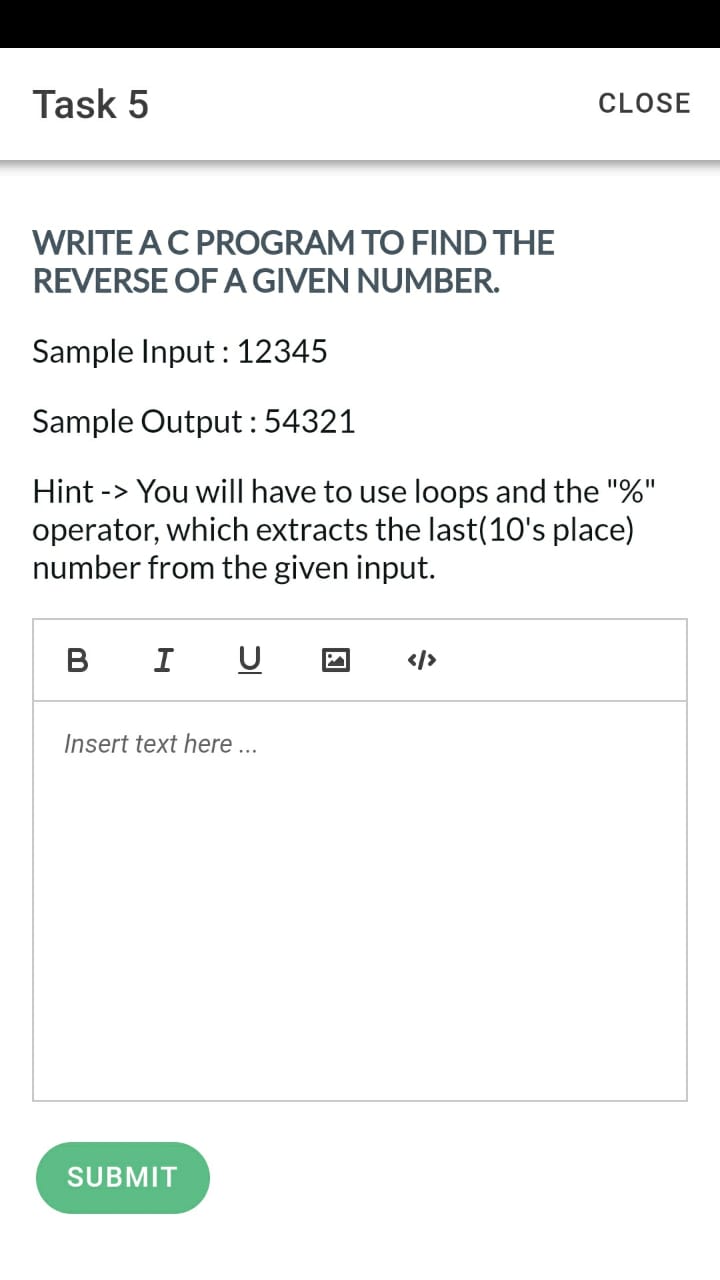 Task 5
CLOSE
WRITE A C PROGRAM TO FIND THE
REVERSE OF A GIVEN NUMBER.
Sample Input : 12345
Sample Output : 54321
Hint -> You will have to use loops and the "%"
operator, which extracts the last(10's place)
number from the given input.
B I U </>
Insert text here ...
SUBMIT